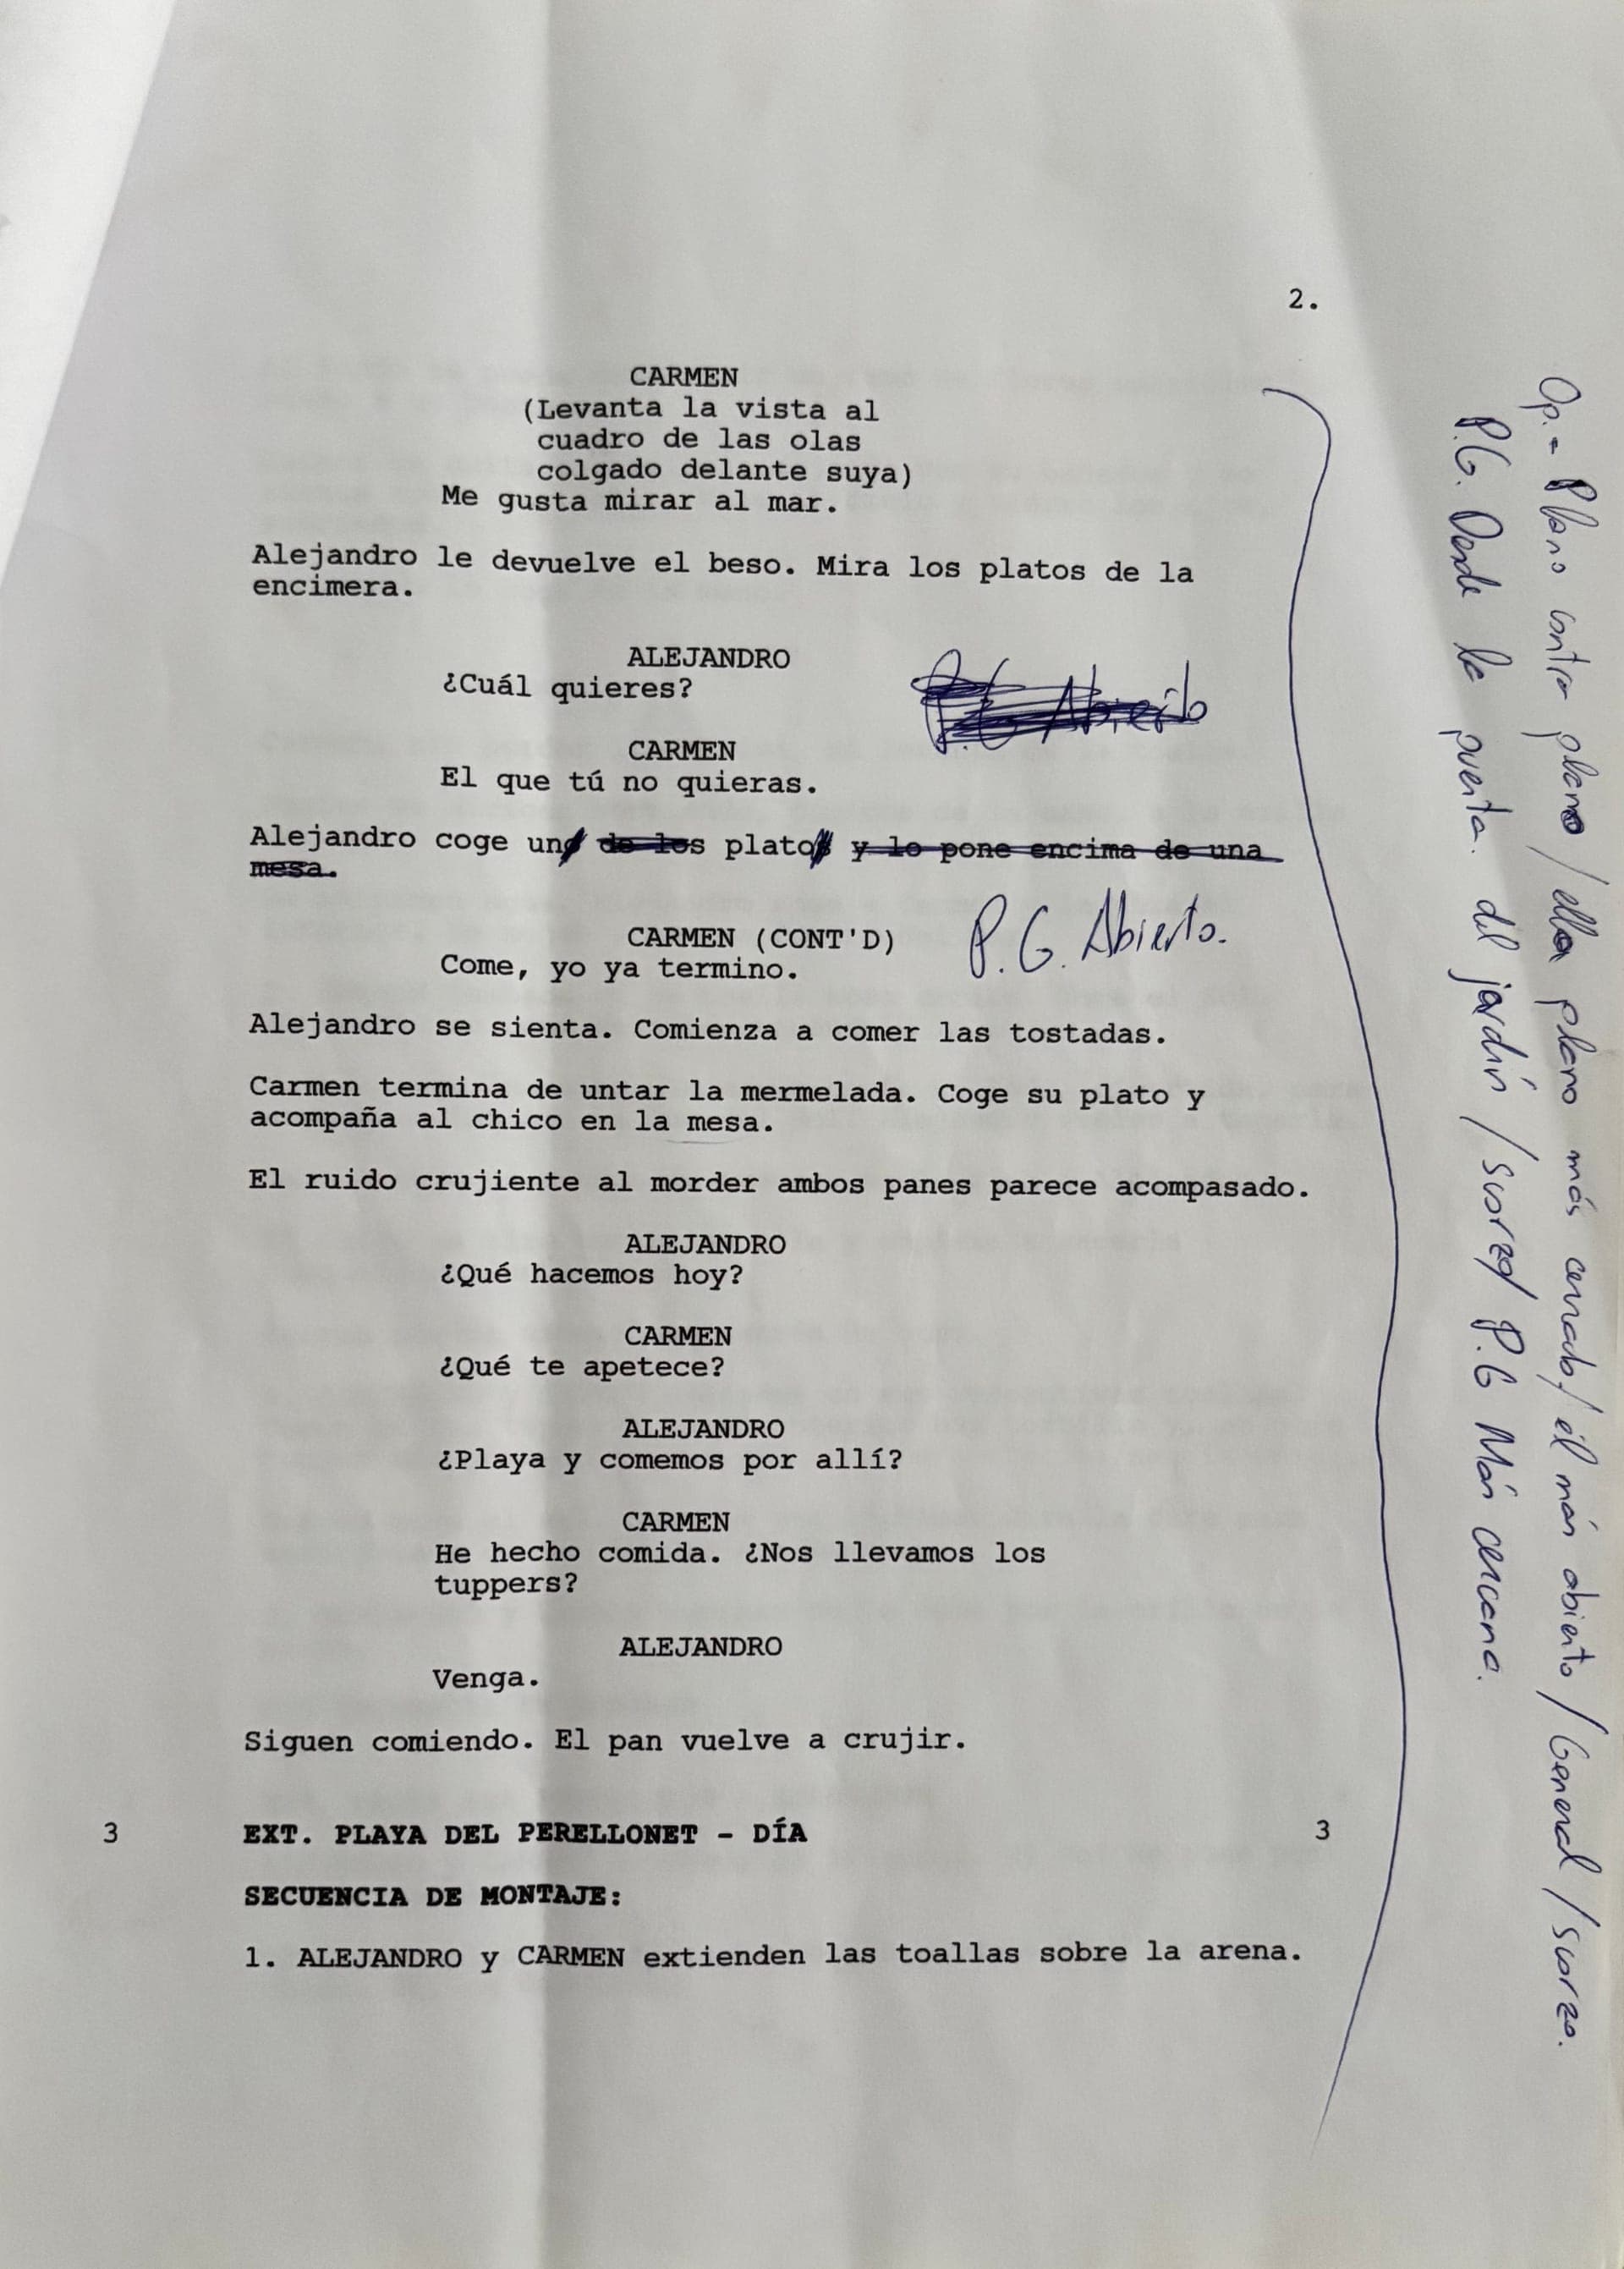 2.
CARMEN
(Levanta la vista al
cuadro de las olas
colgado delante suya)
Me gusta mirar al mar.
Alejandro le devuelve el beso. Mira los platos de la
encimera.
ALEJANDRO
¿Cuál quieres?
P.G Abierto
CARMEN
El que tú no quieras.
Alejandro coge uno de los platos y lo pone encima de una
mesa.
CARMEN (CONT'D)
P.G. Abierto.
Come, yo ya termino.
Alejandro se sienta. Comienza a comer las tostadas.
Carmen termina de untar la mermelada. Coge su plato y
acompaña al chico en la mesa.
El ruido crujiente al morder ambos panes parece acompasado.
ALEJANDRO
¿Qué hacemos hoy?
CARMEN
¿Qué te apetece?
ALEJANDRO
¿Playa y comemos por allí?
CARMEN
He hecho comida. ¿Nos llevamos los
tuppers?
ALEJANDRO
Venga.
Siguen comiendo. El pan vuelve a crujir.
3 EXT. PLAYA DEL PERELLONET - DÍA 3
SECUENCIA DE MONTAJE:
1. ALEJANDRO y CARMEN extienden las toallas sobre la arena.
Op.- Plano contra plano / ella plano más cerrado / él más abierto / General / Scorzo.
P.G. Desde la puerta del jardín / Scorzo / P.G Más cercano.